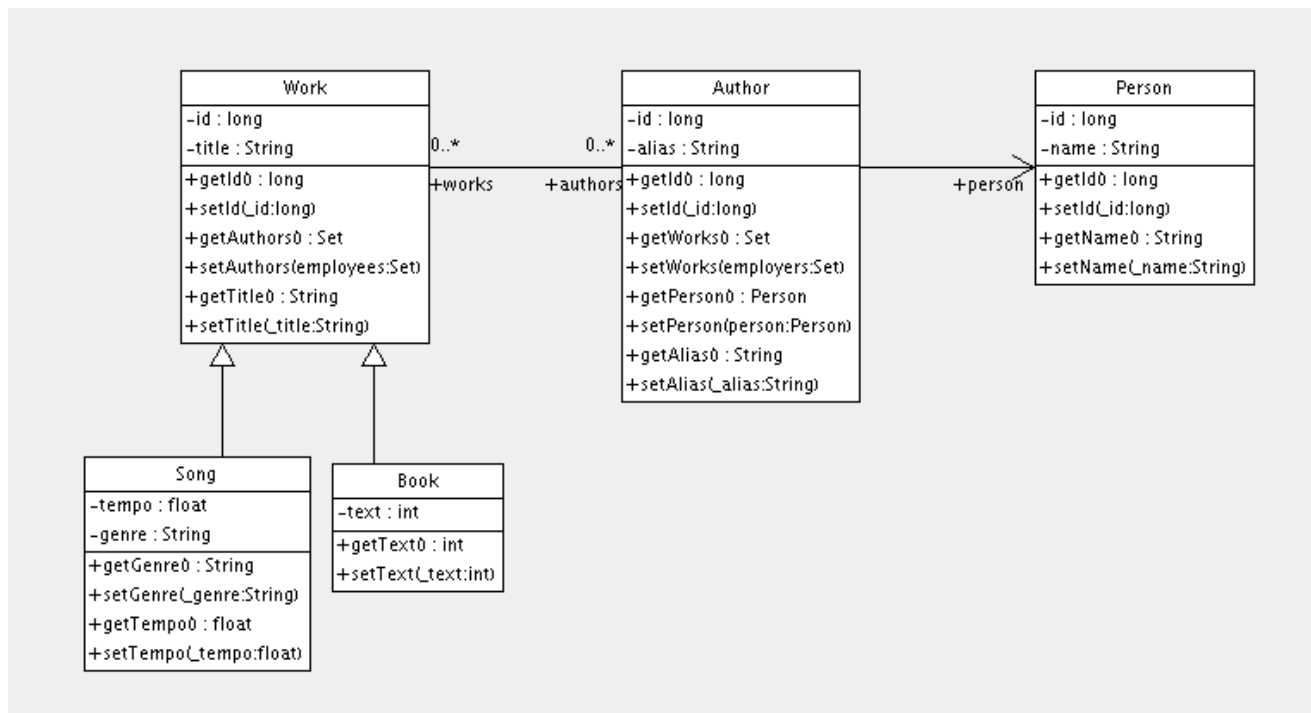 Work
-id : long
-title : String
+getId() : long
+setId(_id:long)
+getAuthors() : Set
+setAuthors(employees:Set)
+getTitle() : String
+setTitle(_title:String)
0..*
+works
0..*
+authors
Author
-id : long
-alias : String
+getId() : long
+setId(_id:long)
+getWorks() : Set
+setWorks(employers:Set)
+getPerson() : Person
+setPerson(person:Person)
+getAlias() : String
+setAlias(_alias:String)
+person
Person
-id : long
-name : String
+getId() : long
+setId(_id:long)
+getName() : String
+setName(_name:String)
Song
-tempo : float
-genre : String
+getGenre() : String
+setGenre(_genre:String)
+getTempo() : float
+setTempo(_tempo:float)
Book
-text : int
+getText() : int
+setText(_text:int)